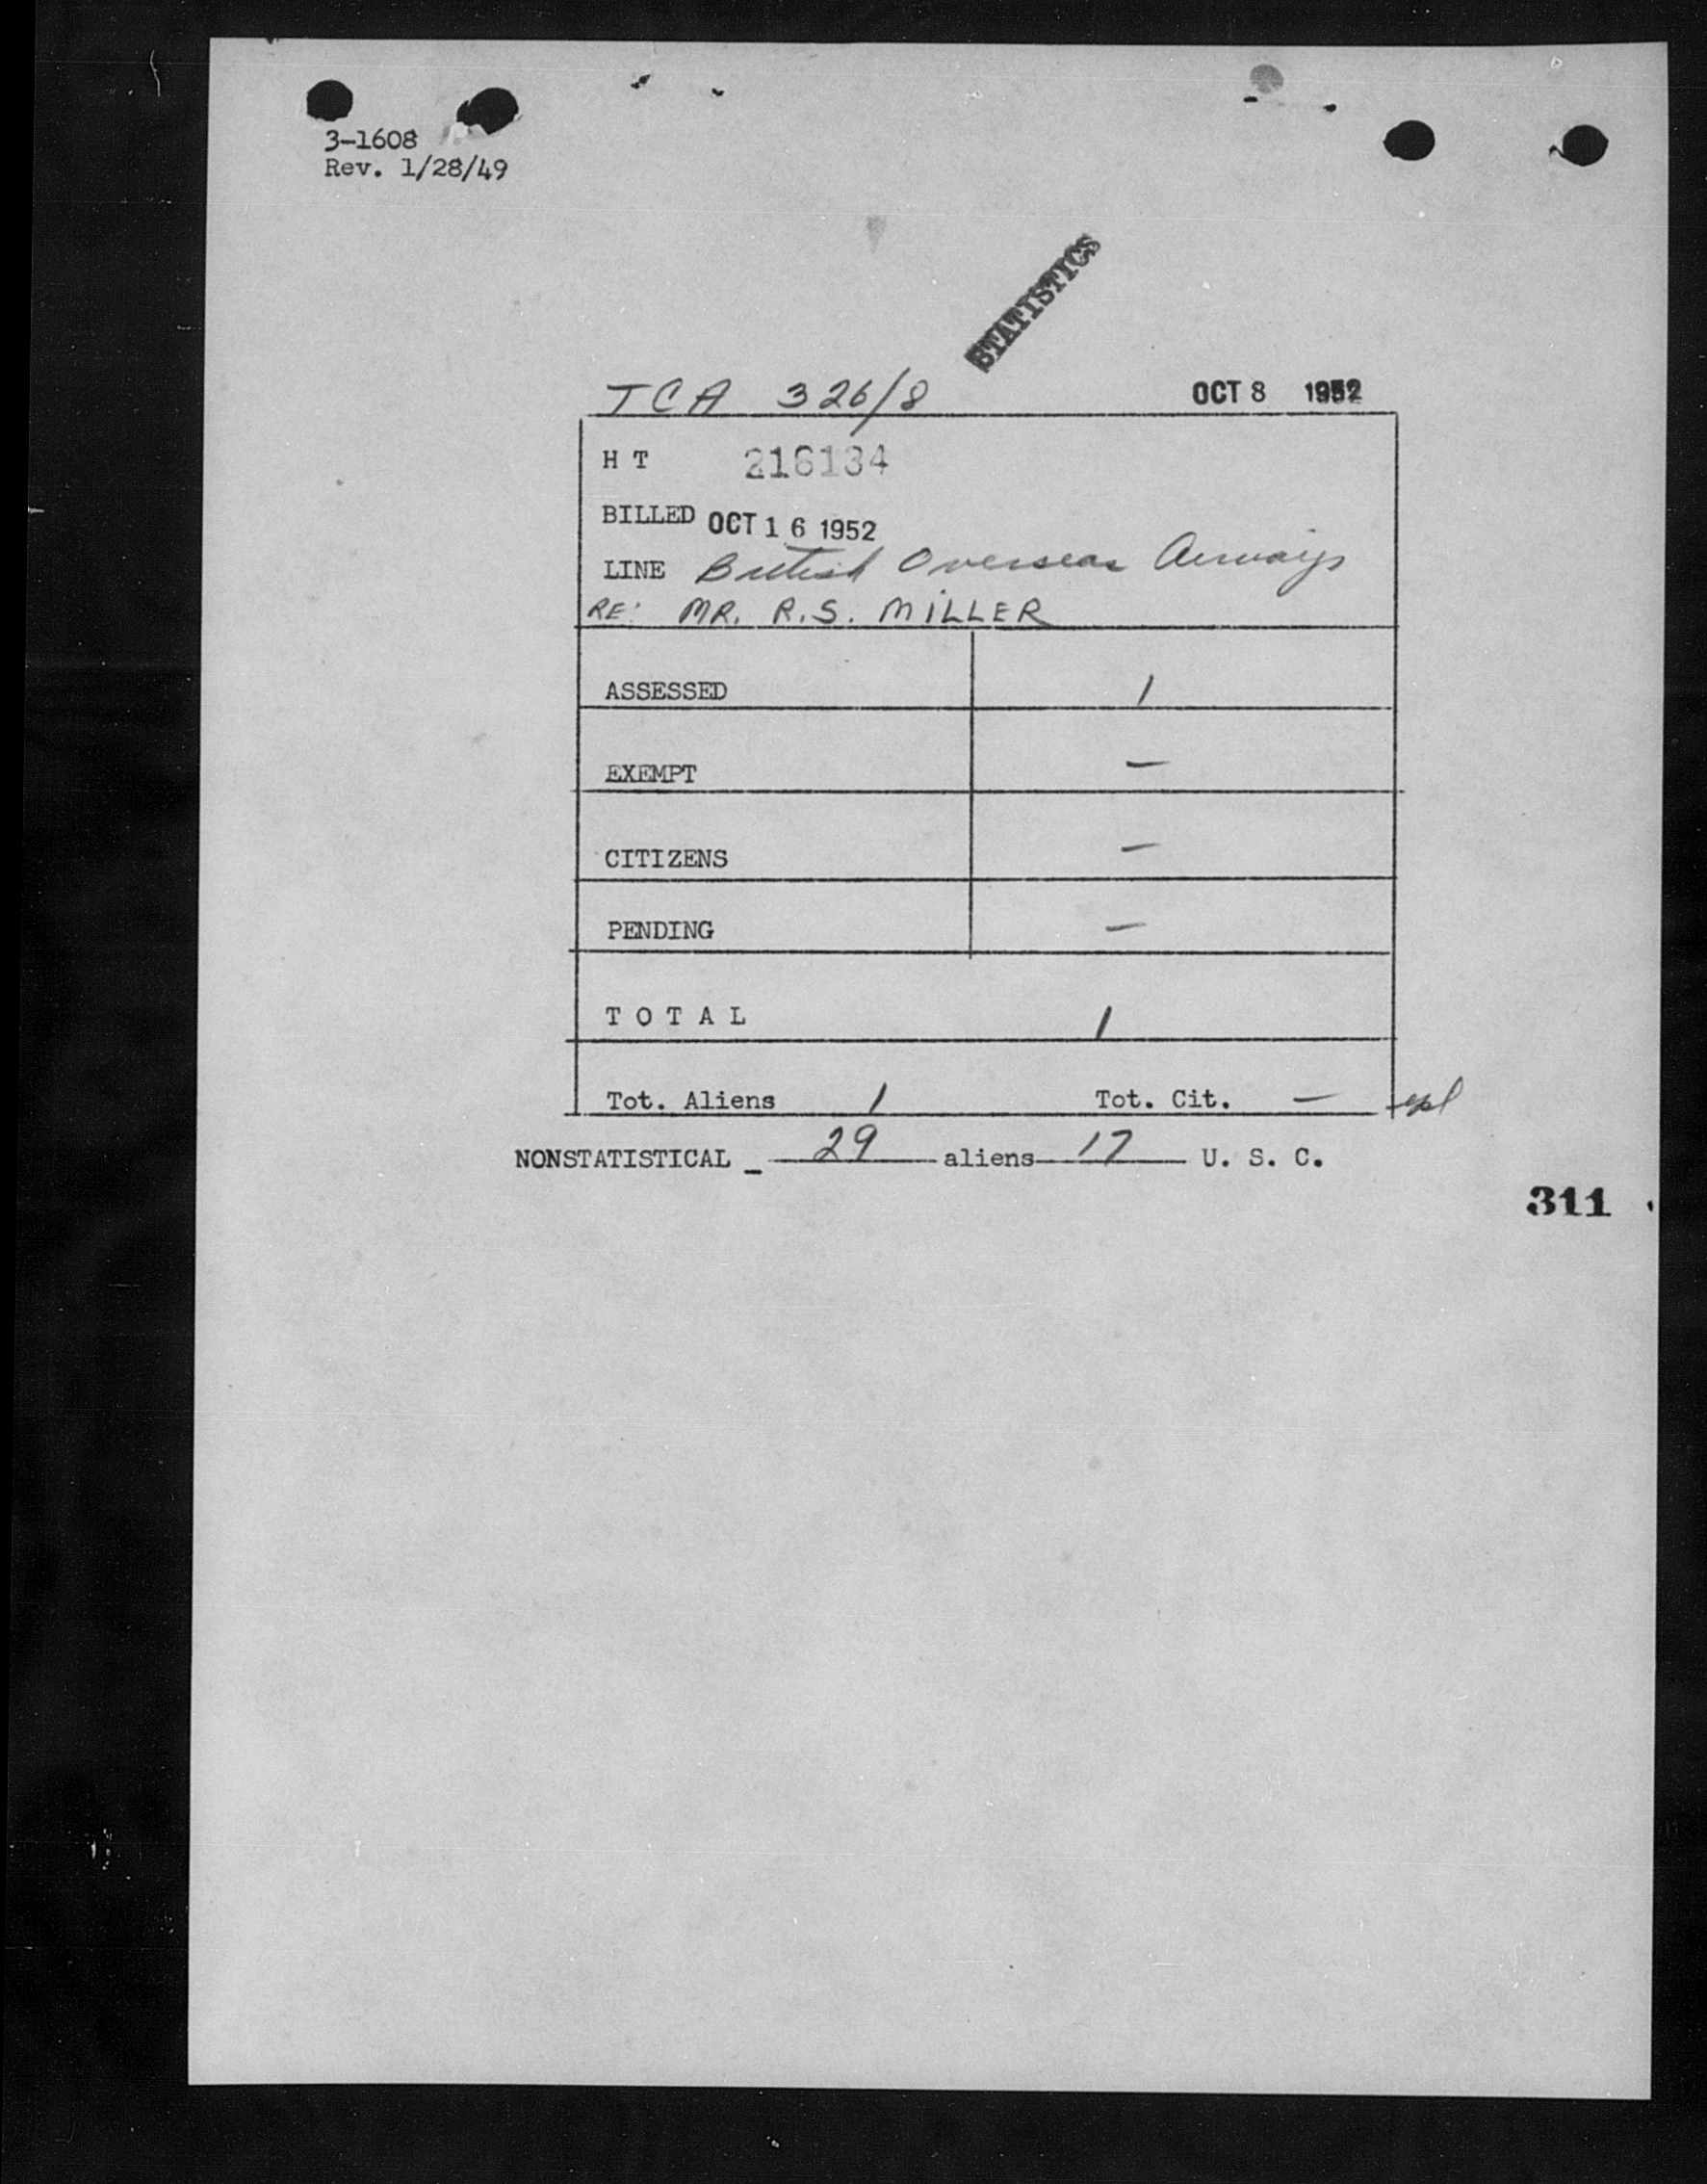 3-1608
Rev. 1/28/49
STATISTICS
TCA 326/8 OCT 8 1952
H T 216134
BILLED OCT 16 1952
LINE British Overseas Airways
RE: MR. R.S. MILLER
ASSESSED 1
EXEMPT —
CITIZENS —
PENDING —
T O T A L 1
Tot. Aliens 1 Tot. Cit. —
NONSTATISTICAL _ 29 aliens 17 U. S. C.
311